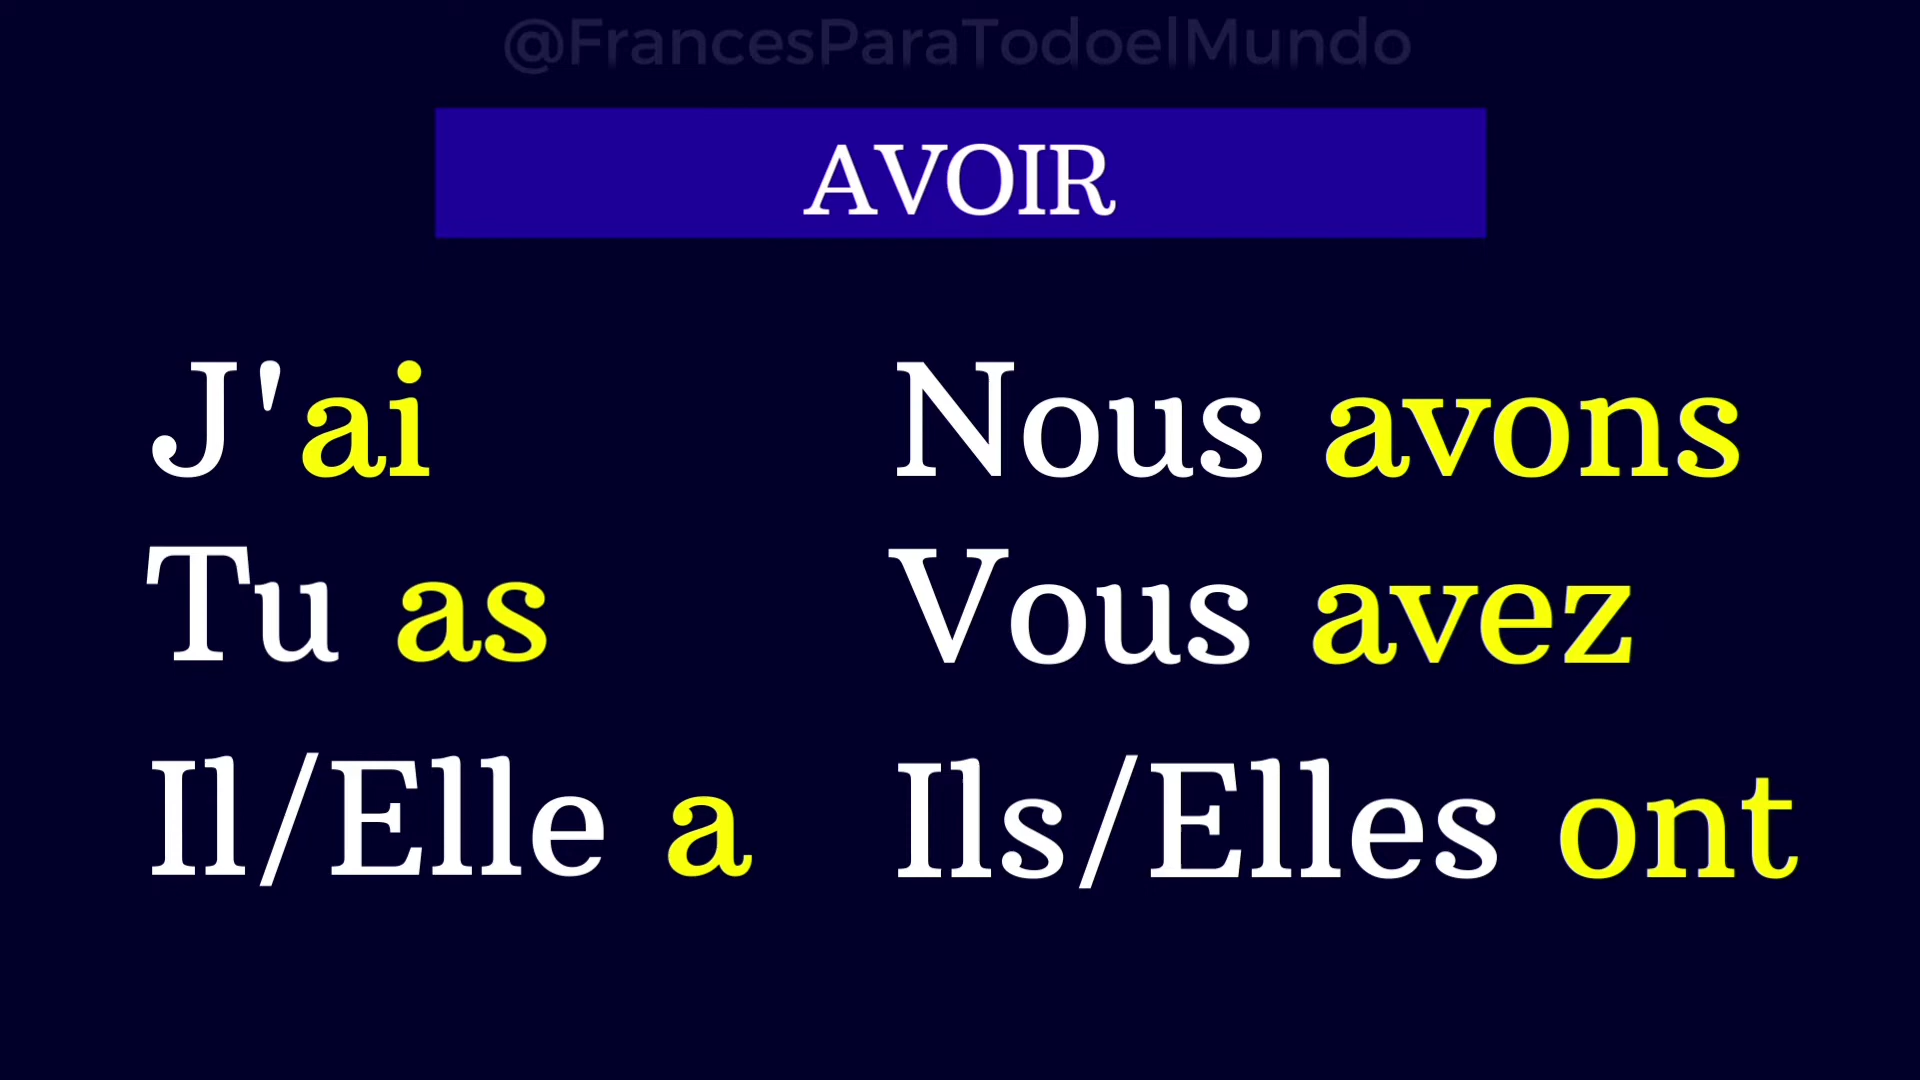 @FrancesParaTodoelMundo
AVOIR
J'ai
Tu as
Il/Elle a
Nous avons
Vous avez
Ils/Elles ont